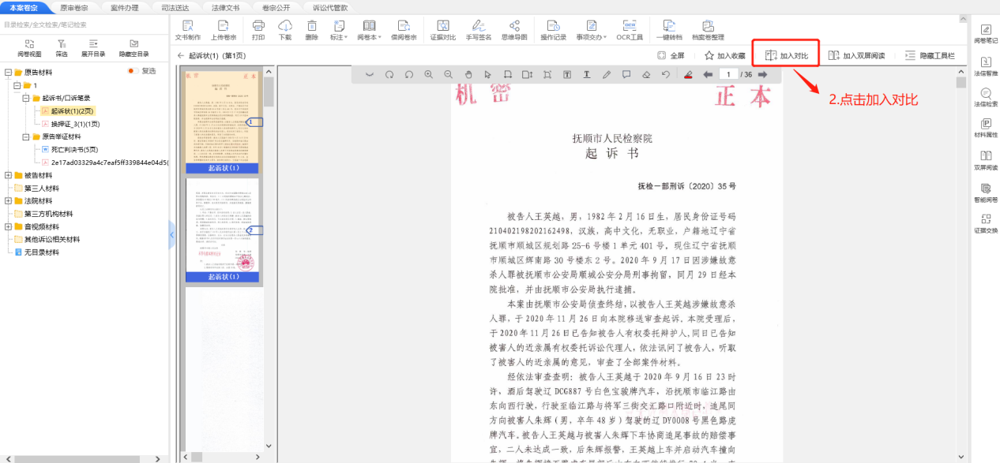 本案卷宗 原审卷宗 案件办理 司法送达 法律文书 卷宗公开 诉讼代管款
目录检索/全文检索/笔记检索
阅卷视图 筛选 展开目录 隐藏空目录
文书制作 上传卷宗 打印 下载 删除 标注 阅卷本 借阅卷宗 证据对比 手写签名 思维导图 操作记录 事项交办 OCR工具 一键转档 档案卷整理
起诉状(1) (第1页)
全屏 加入收藏 加入对比 加入双屏阅读 隐藏工具栏
2.点击加入对比
复选
原告材料
1
起诉书/口诉笔录
起诉状(1)(2页)
换押证_3(1)(1页)
原告举证材料
死亡判决书(5页)
2e17ad03329a4c7eaf5ff339844e04d5(
被告材料
第三人材料
法院材料
第三方机构材料
音视频材料
其他诉讼相关材料
无目录材料
机密 正本
1
起诉状(1)
2
起诉状(1)
1 / 36
机密 正本
抚顺市人民检察院
起诉书
抚检一部刑诉〔2020〕35号
被告人王英越，男，1982年2月16日生，居民身份证号码
210402198202162498，汉族，高中文化，无职业，户籍地辽宁省
抚顺市顺城区规划路25-6号楼1单元401号，现住辽宁省抚顺
市顺城区辉南路30号楼东2号。2020年9月17日因涉嫌故意
杀人罪被抚顺市公安局顺城公安分局刑事拘留，同月29日经本
院批准，并由抚顺市公安局执行逮捕。
本案由抚顺市公安局侦查终结，以被告人王英越涉嫌故意杀
人罪，于2020年11月26日向本院移送审查起诉。本院受理后，
于2020年11月26日已告知被告人有权委托辩护人，同日已告知
被害人的近亲属有权委托诉讼代理人，依法讯问了被告人，听取
了被害人的近亲属的意见，审查了全部案件材料。
经依法审查查明：被告人王英越于2020年9月16日23时
许，酒后驾驶辽DCG887号白色宝骏牌汽车，沿抚顺市临江路由
东向西行驶，行驶至临江路与将军三街交汇路口附近时，追尾同
方向被害人朱辉（男，卒年48岁）驾驶的辽DY0008号黑色路虎
牌汽车。被告人王英越与被害人朱辉下车协商追尾事故的赔偿事
宜，二人未达成一致，后朱辉报警，王英越上车并启动汽车撞向
阅卷笔记
法信智推
法信检索
材料属性
双屏阅读
智能阅卷
证据交换